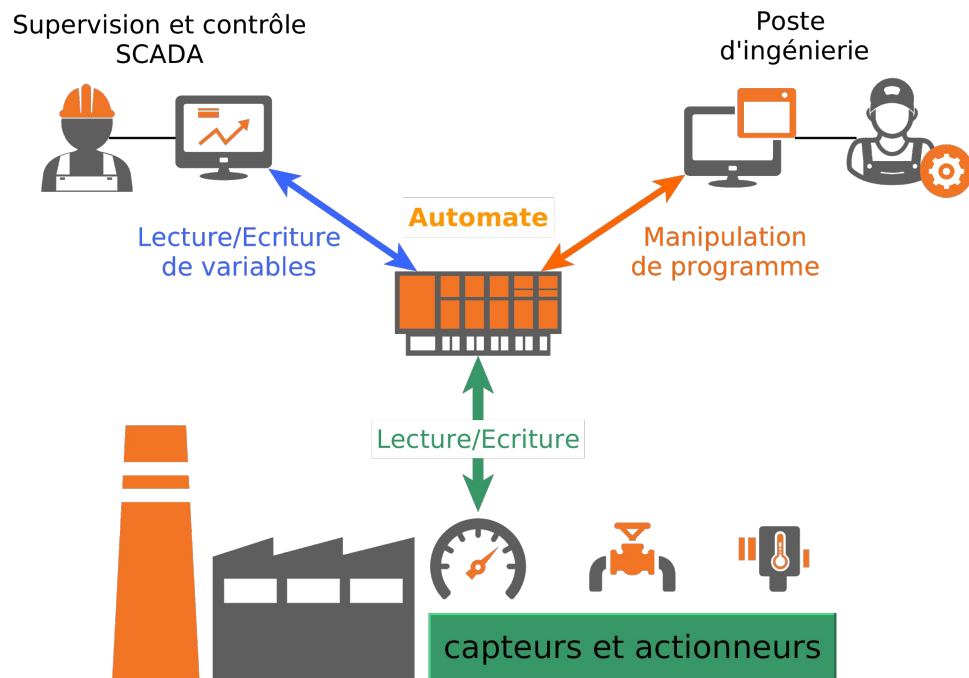 Supervision et contrôle
SCADA
Poste
d'ingénierie
Automate
Lecture/Ecriture
de variables
Manipulation
de programme
Lecture/Ecriture
capteurs et actionneurs